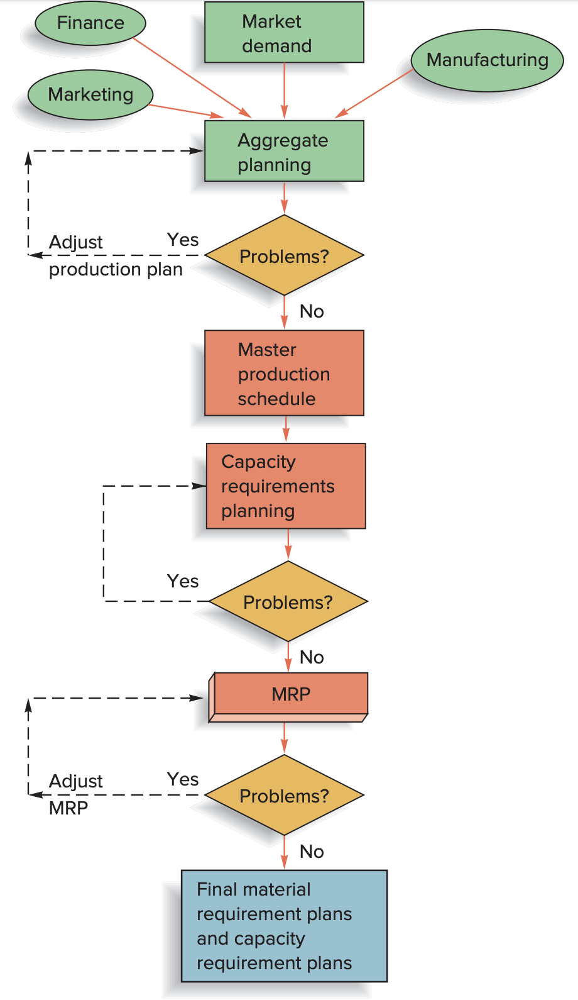 Finance
Market
demand
Manufacturing
Marketing
Aggregate
planning
Adjust
production plan
Yes
Problems?
No
Master
production
schedule
Capacity
requirements
planning
Yes
Problems?
No
MRP
Adjust
MRP
Yes
Problems?
No
Final material
requirement plans
and capacity
requirement plans